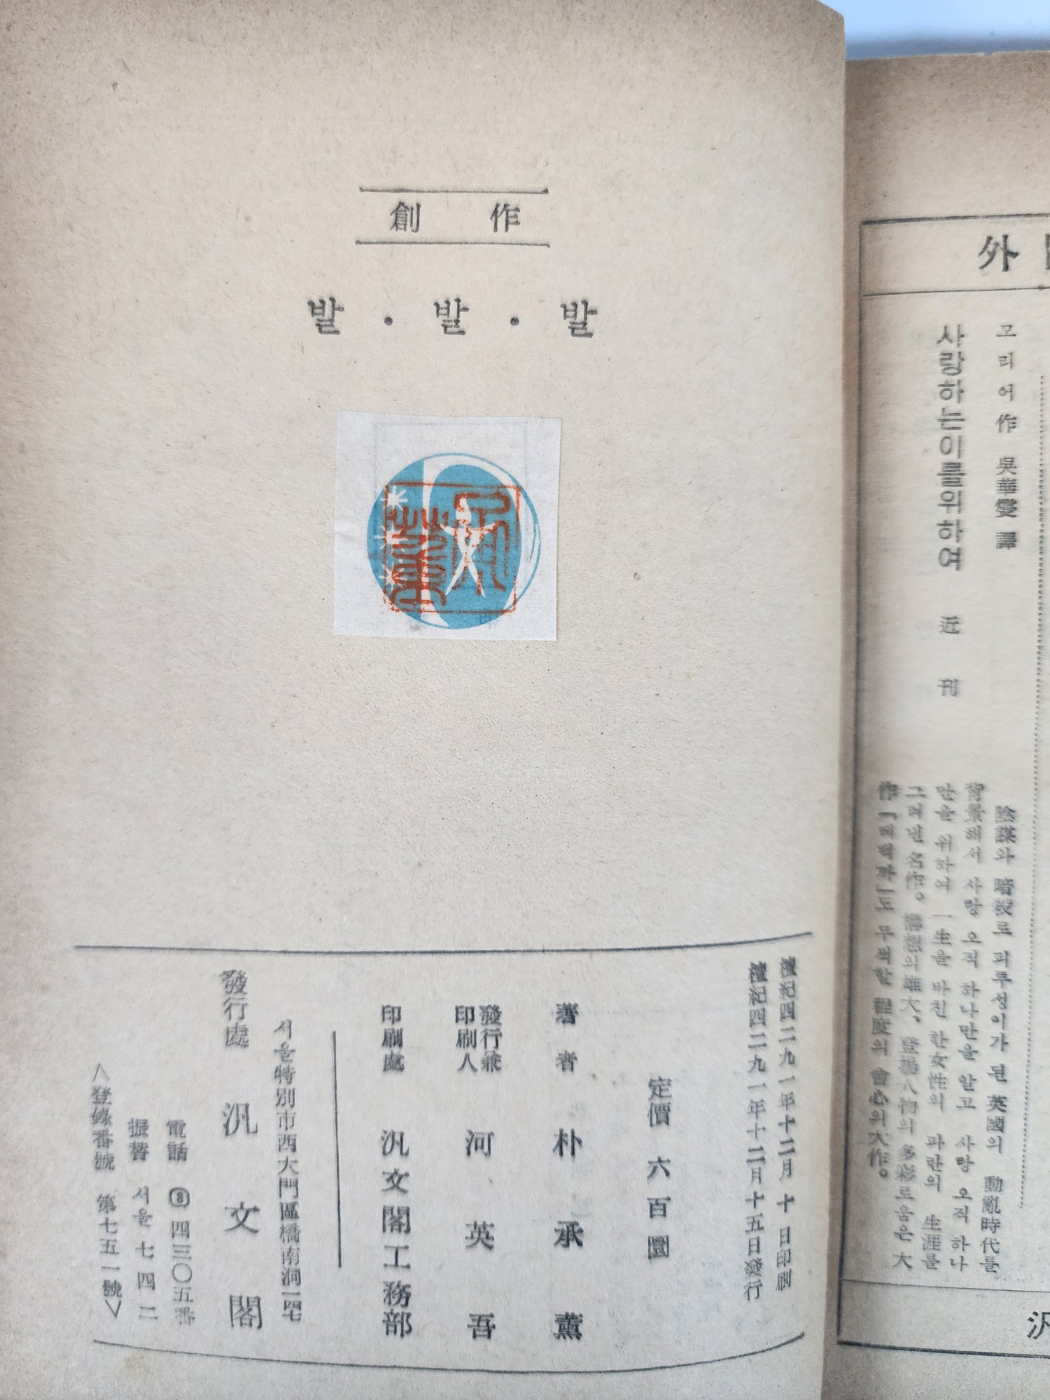 創 作
발 · 발 · 발
檀紀四二九一年十二月 十 日印刷
檀紀四二九一年十二月十五日發行
定價 六百圜
著者 朴承薰
發行兼印刷人 河英吾
印刷處 汎文閣工務部
서울特別市西大門區橋南洞
發行處 汎文閣
電話 ⑧ 四三〇五番
振替 서울 七四二
〈登錄番號 第七五一號〉
外
모리어 作 吳華燮 譯
사랑하는이를위하여 近刊
陰謀와 暗殺로 피투성이가 된 英國의 動亂時代를
背景해서 사랑 오직 하나만을 알고 사랑 오직 하나
만을 위하여 一生을 바친 한女性의 파란의 生涯를
그려낸 名作。構想의雄大、登場人物의 多彩로움은 大
作「레벡카」도 무색할 程度의 會心의大作。
汎